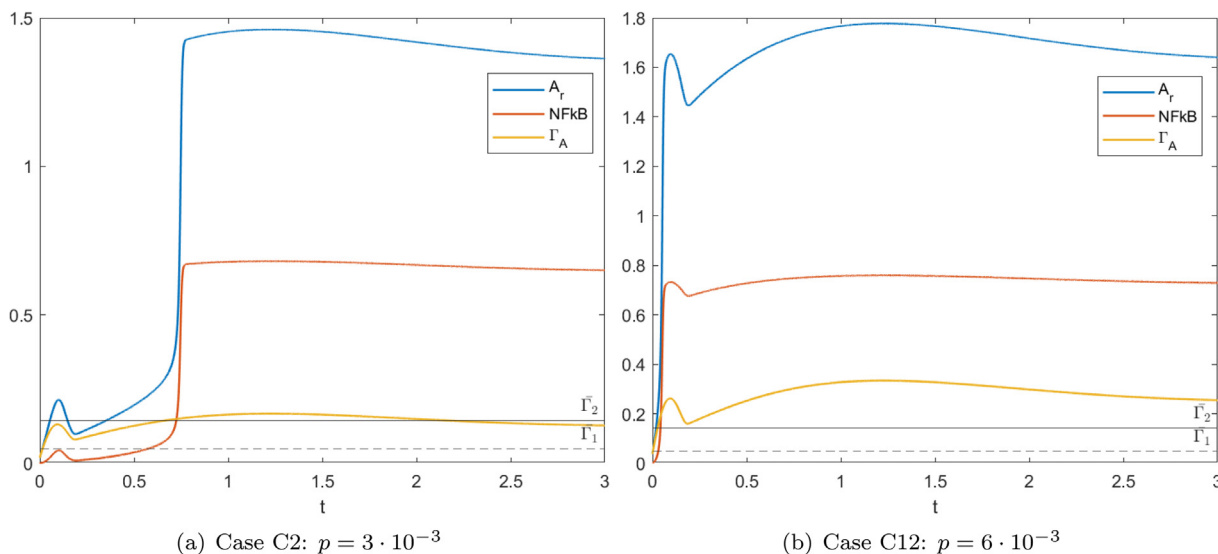 1.5
1
0.5
0
0 0.5 1 1.5 2 2.5 3
t
A_r
NFkB
Γ_A
Γ̄_2
Γ̄_1
(a) Case C2: p = 3 · 10^{-3}
1.8
1.6
1.4
1.2
1
0.8
0.6
0.4
0.2
0
0 0.5 1 1.5 2 2.5 3
t
A_r
NFkB
Γ_A
Γ̄_2
Γ̄_1
(b) Case C12: p = 6 · 10^{-3}